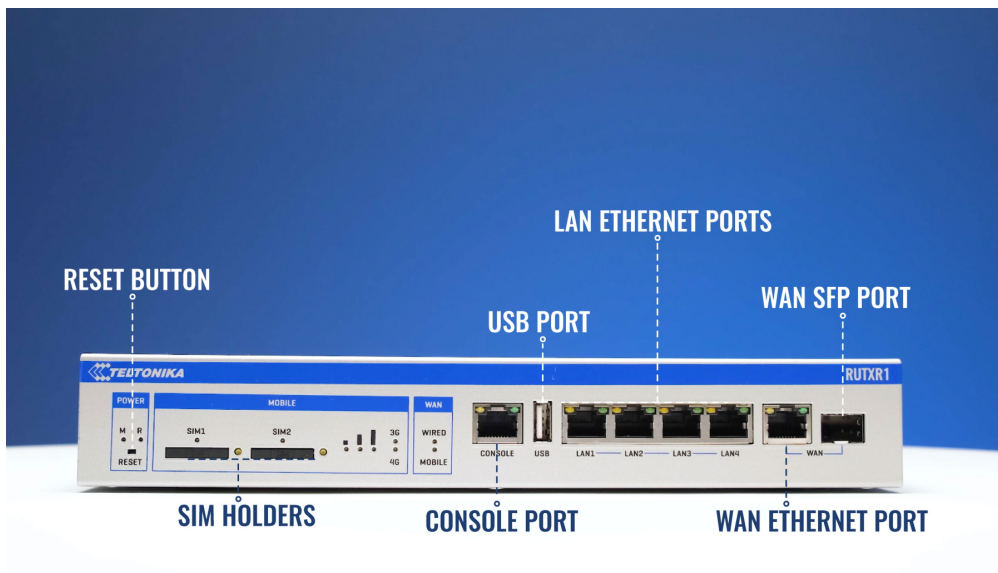 LAN ETHERNET PORTS
RESET BUTTON
WAN SFP PORT
USB PORT
TELTONIKA
RUTXR1
POWER
MOBILE
WAN
M R
SIM1
SIM2
3G
WIRED
RESET
4G
MOBILE
CONSOLE
USB
LAN1
LAN2
LAN3
LAN4
WAN
SIM HOLDERS
CONSOLE PORT
WAN ETHERNET PORT